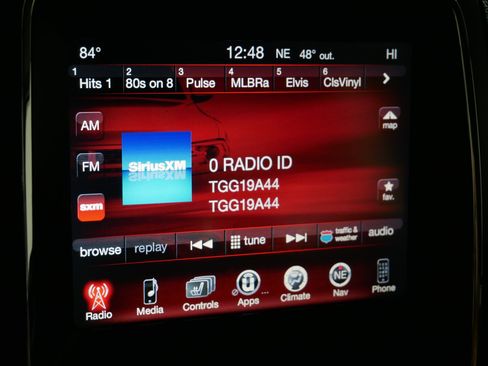 84° 12:48 NE 48° out. HI
1 Hits 1 2 80s on 8 3 Pulse 4 MLBRa 5 Elvis 6 ClsVinyl
AM
map
FM
SiriusXM
0 RADIO ID
TGG19A44
TGG19A44
sxm
fav.
browse replay tune traffic & weather audio
Radio Media Controls Apps ... Climate NE Nav Phone